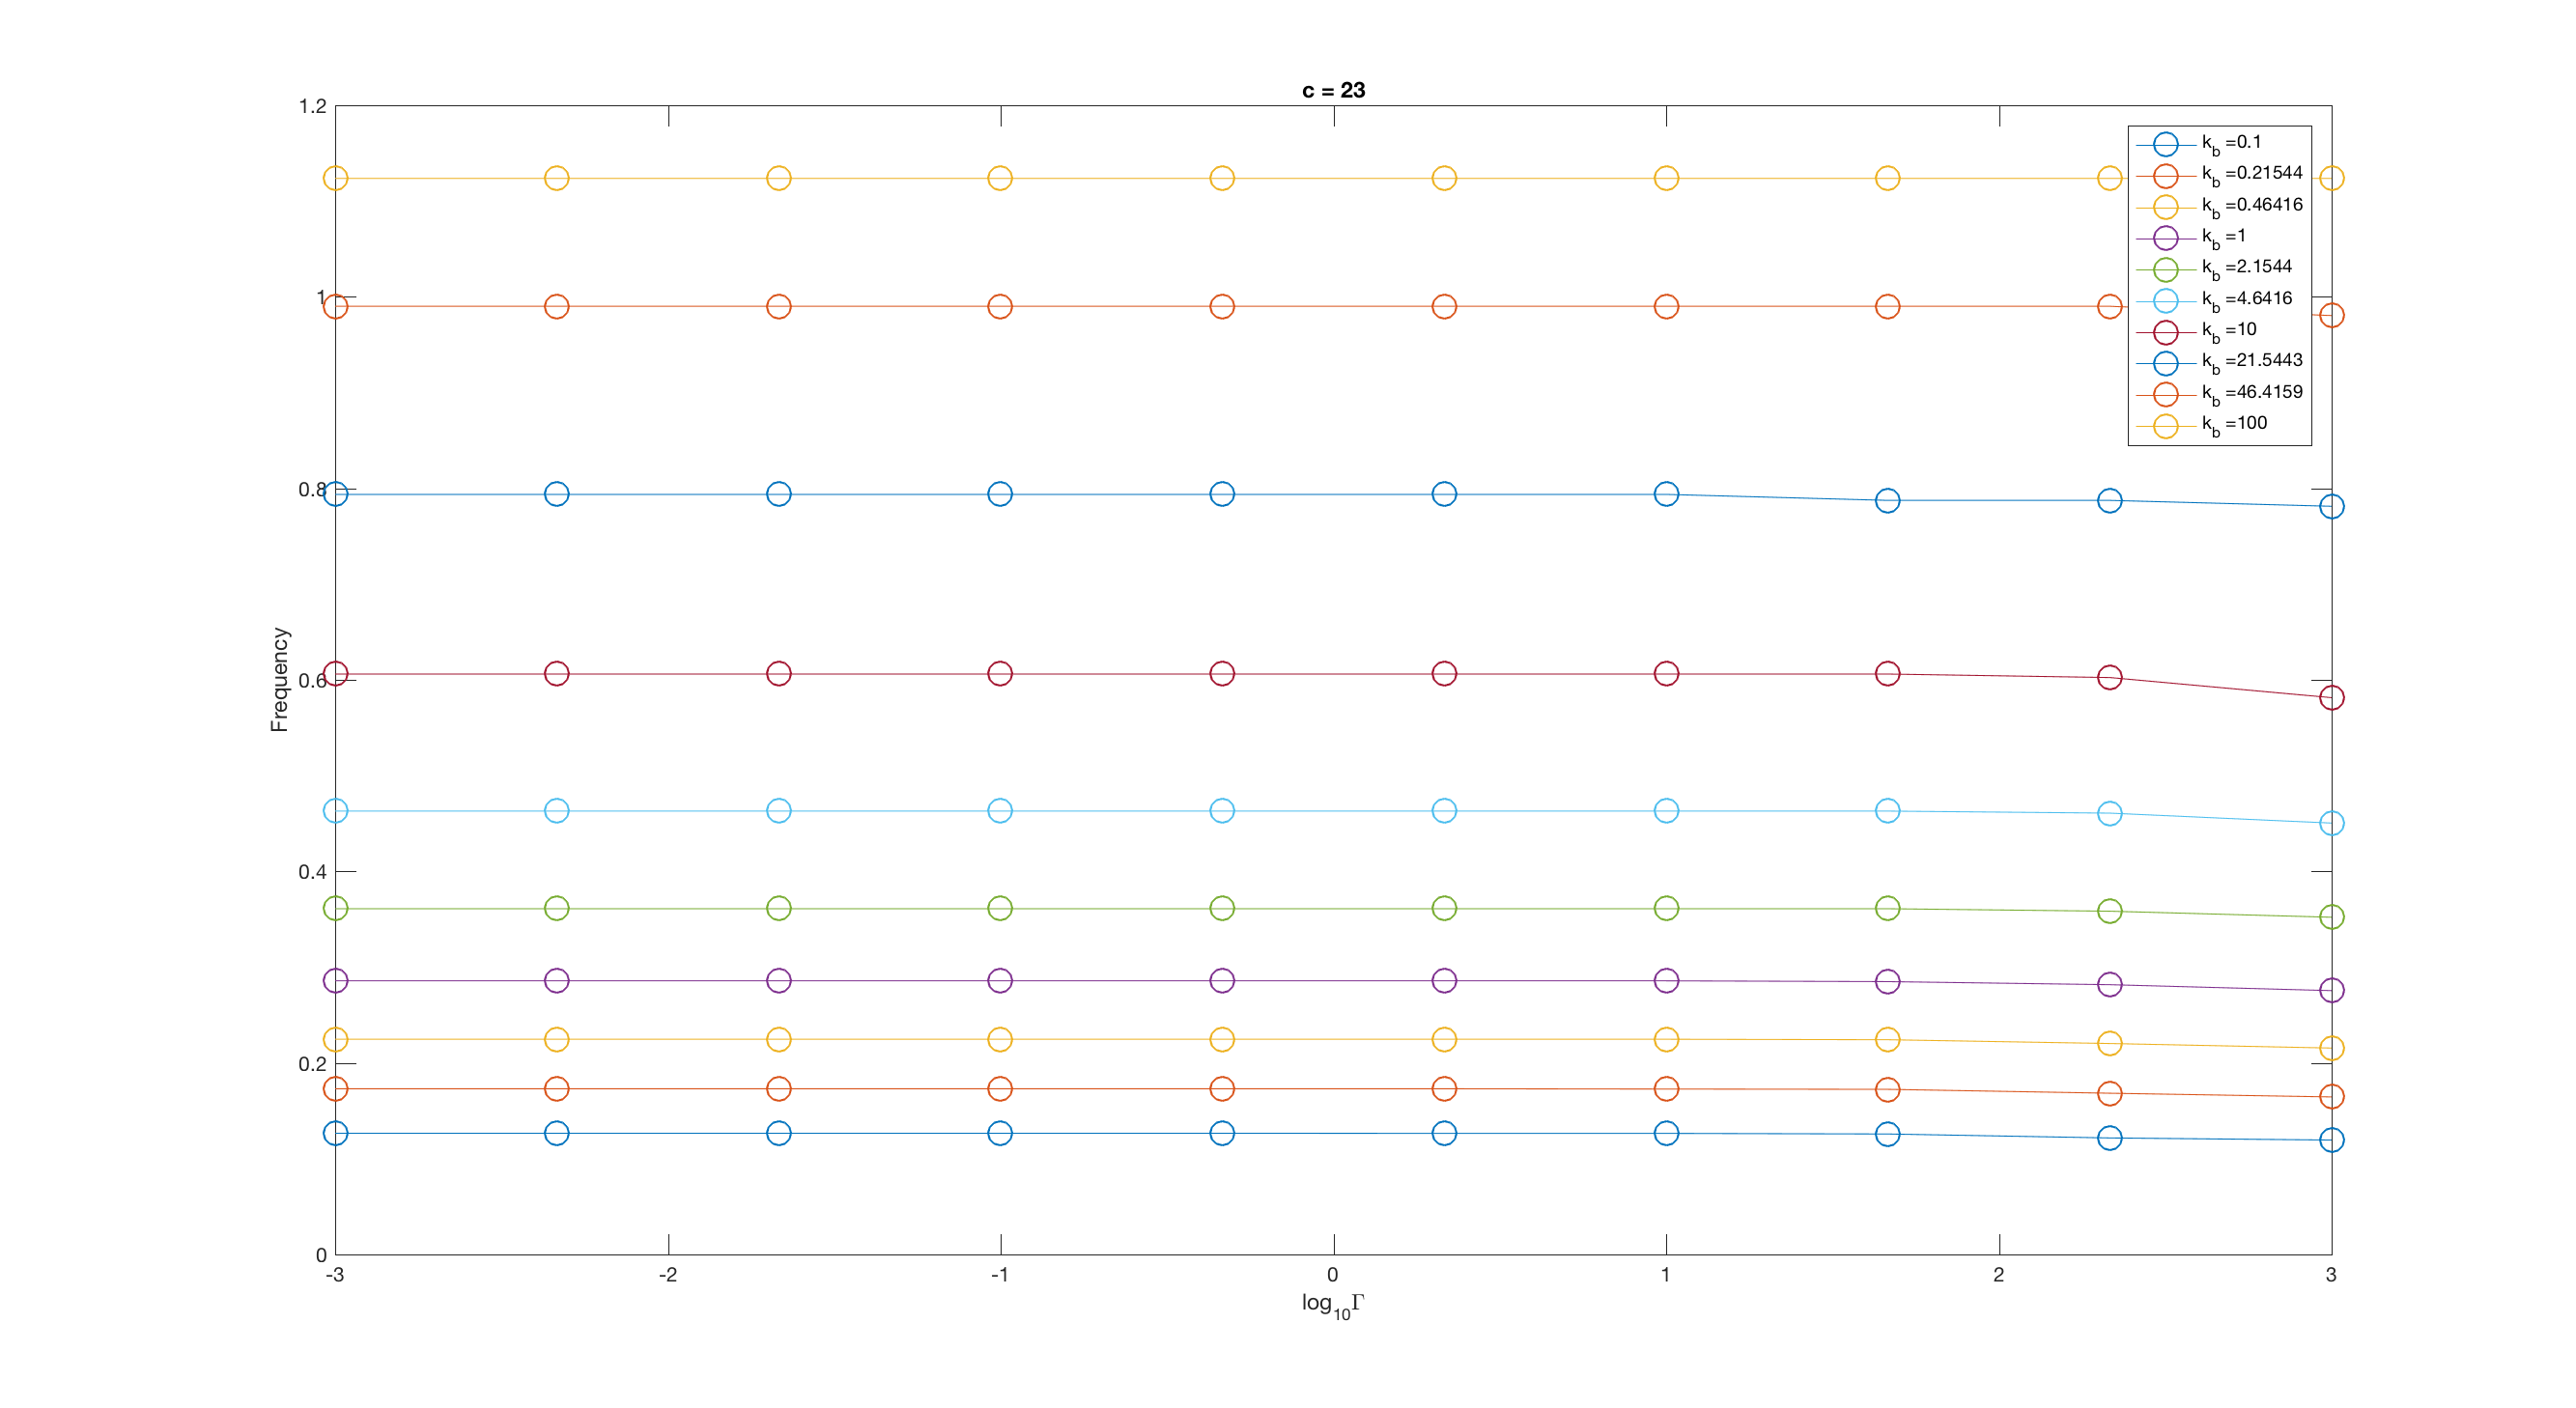 c = 23
1.2
1
0.8
0.6
0.4
0.2
0
Frequency
-3 -2 -1 0 1 2 3
log10Γ
kb =0.1
kb =0.21544
kb =0.46416
kb =1
kb =2.1544
kb =4.6416
kb =10
kb =21.5443
kb =46.4159
kb =100